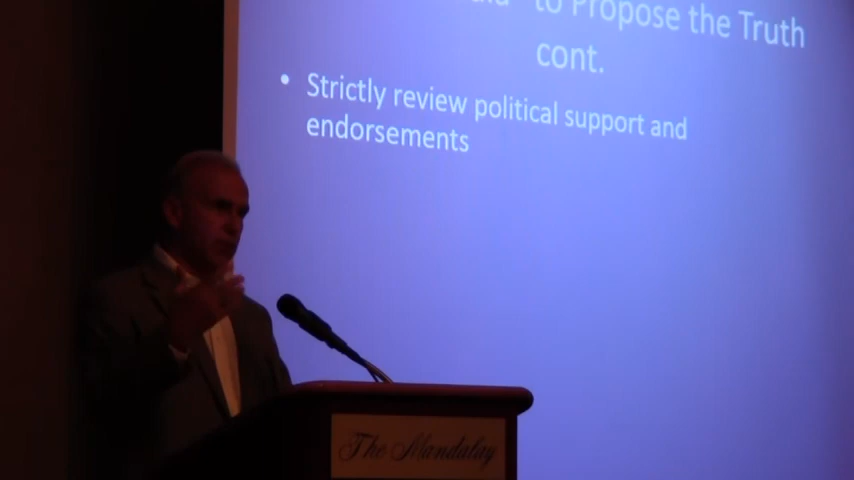 to Propose the Truth
cont.
• Strictly review political support and
endorsements
The Mandalay